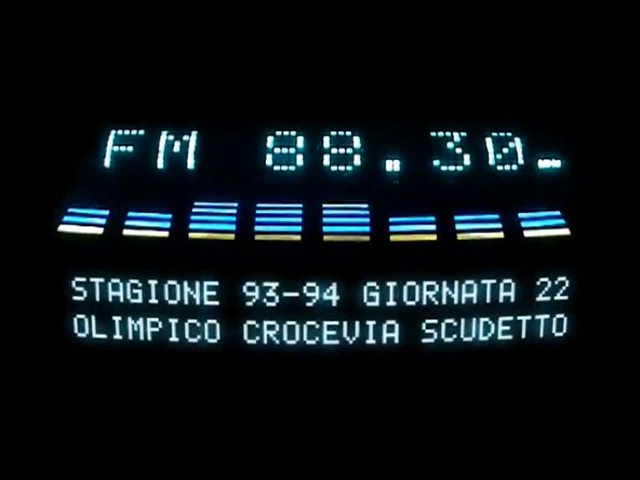 FM 88.30
STAGIONE 93-94 GIORNATA 22
OLIMPICO CROCEVIA SCUDETTO